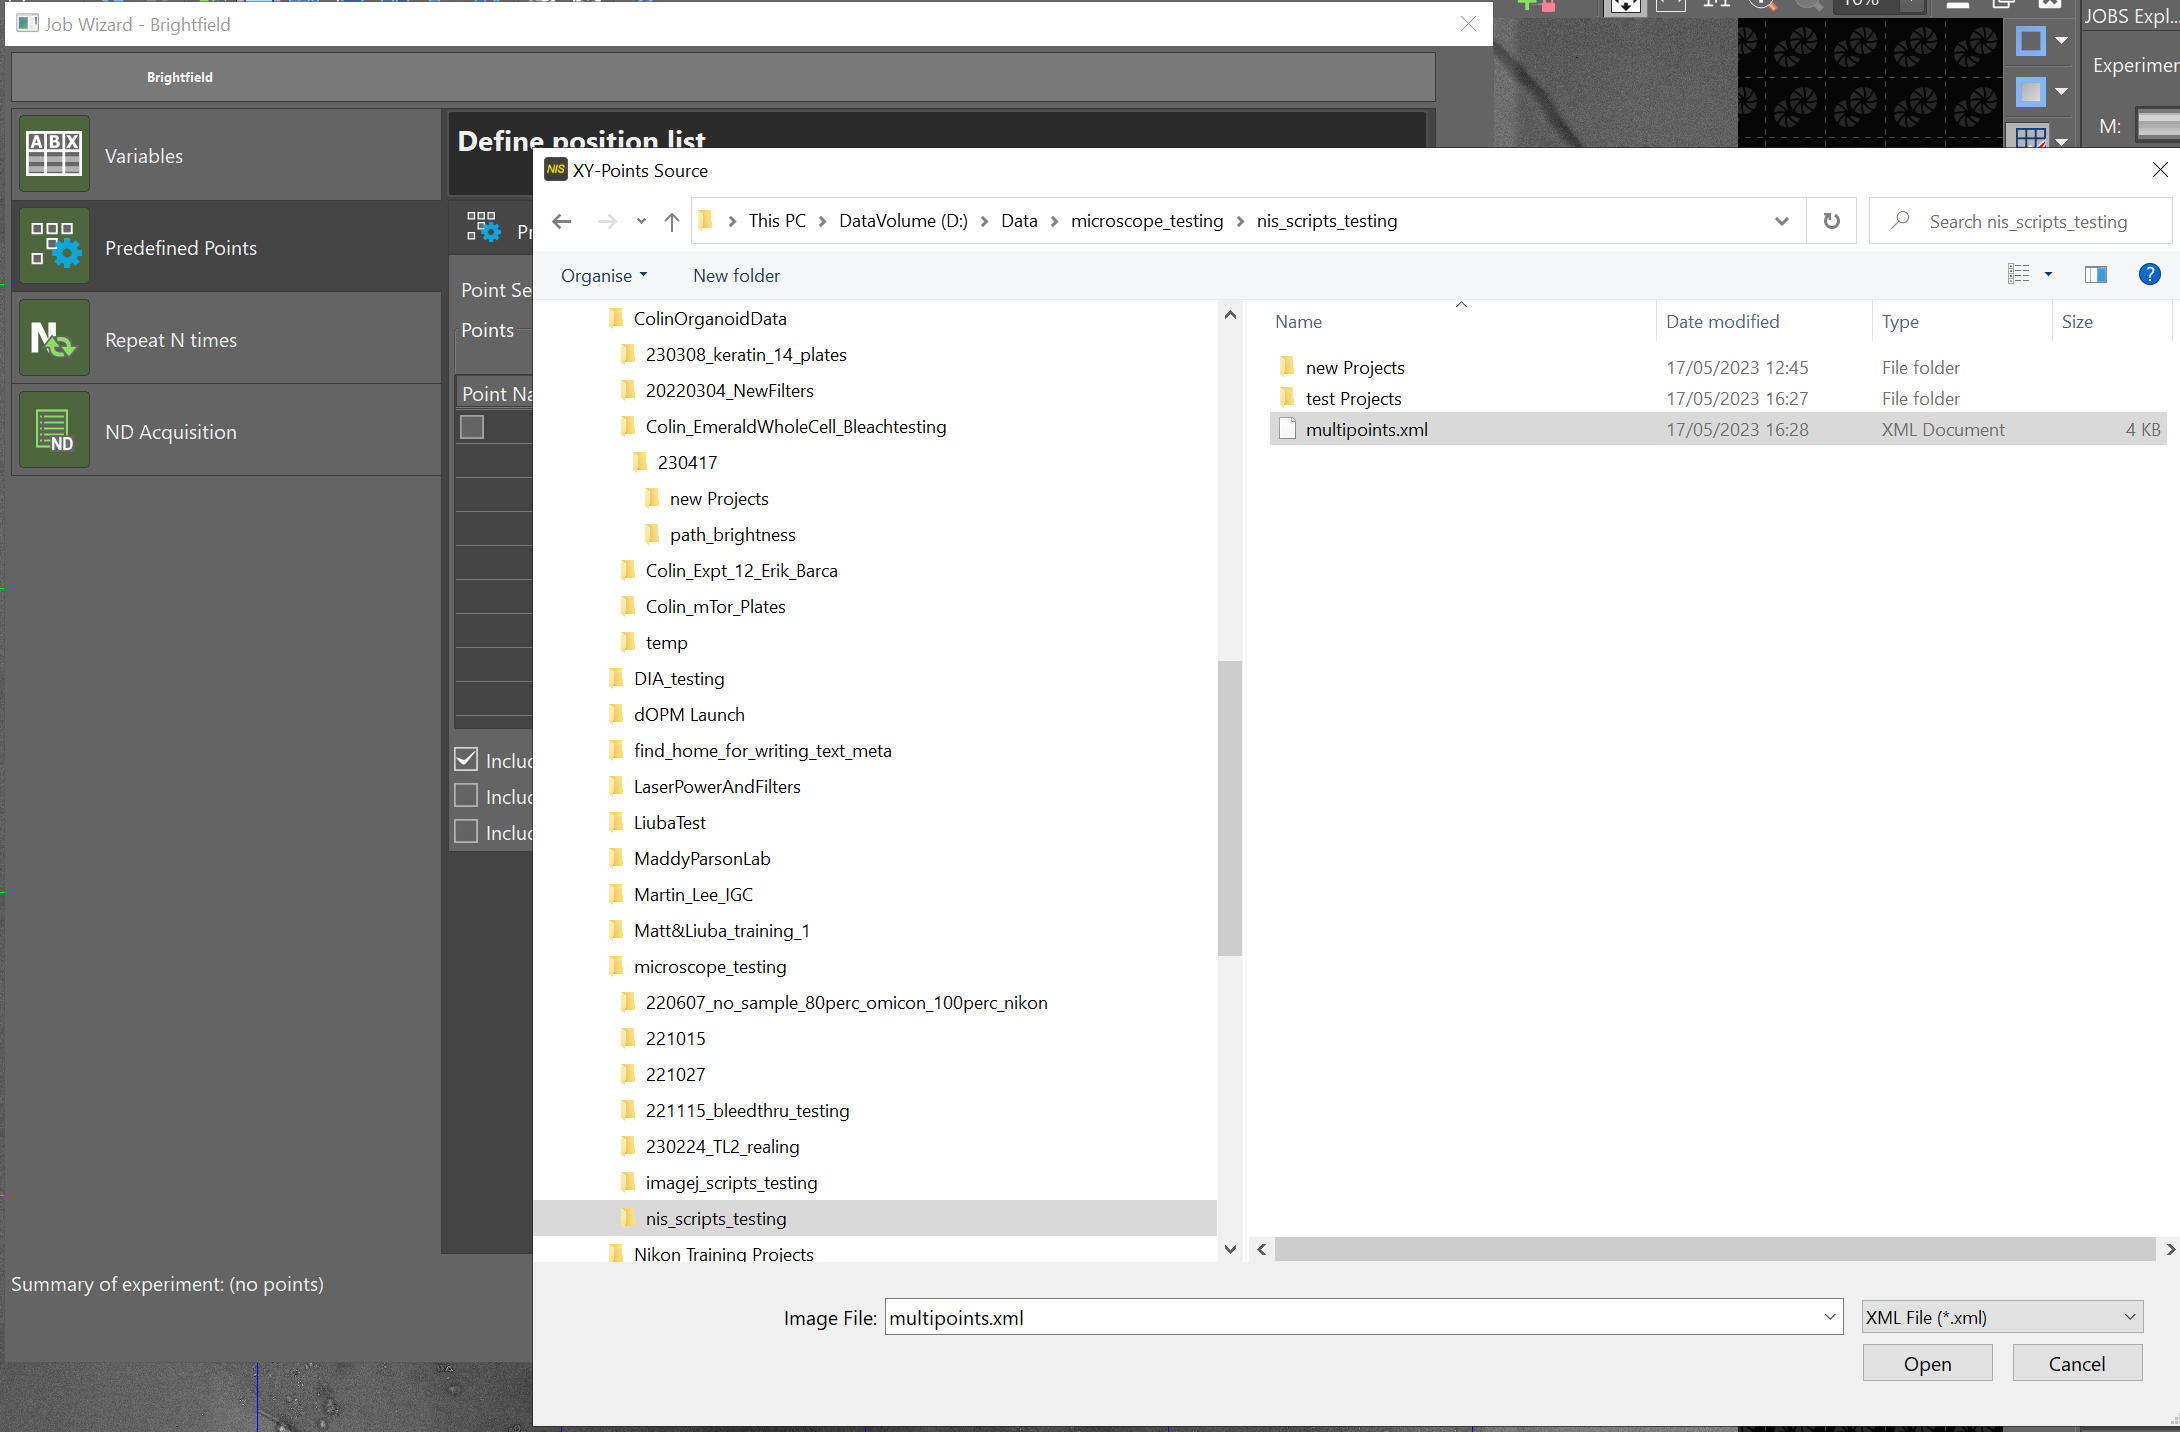 Job Wizard - Brightfield
JOBS Expl...
Brightfield
Experimen
Variables
Define position list
M:
NIS XY-Points Source
This PC > DataVolume (D:) > Data > microscope_testing > nis_scripts_testing
Search nis_scripts_testing
Predefined Points
Pr
Organise
New folder
Point Se
Points
Repeat N times
Point Na
ND Acquisition
ABX
N
ND
Includ
Includ
Includ
Summary of experiment: (no points)
ColinOrganoidData
230308_keratin_14_plates
20220304_NewFilters
Colin_EmeraldWholeCell_Bleachtesting
230417
new Projects
path_brightness
Colin_Expt_12_Erik_Barca
Colin_mTor_Plates
temp
DIA_testing
dOPM Launch
find_home_for_writing_text_meta
LaserPowerAndFilters
LiubaTest
MaddyParsonLab
Martin_Lee_IGC
Matt&Liuba_training_1
microscope_testing
220607_no_sample_80perc_omicon_100perc_nikon
221015
221027
221115_bleedthru_testing
230224_TL2_realing
imagej_scripts_testing
nis_scripts_testing
Nikon Training Projects
Name Date modified Type Size
new Projects 17/05/2023 12:45 File folder
test Projects 17/05/2023 16:27 File folder
multipoints.xml 17/05/2023 16:28 XML Document 4 KB
Image File: multipoints.xml
XML File (*.xml)
Open Cancel